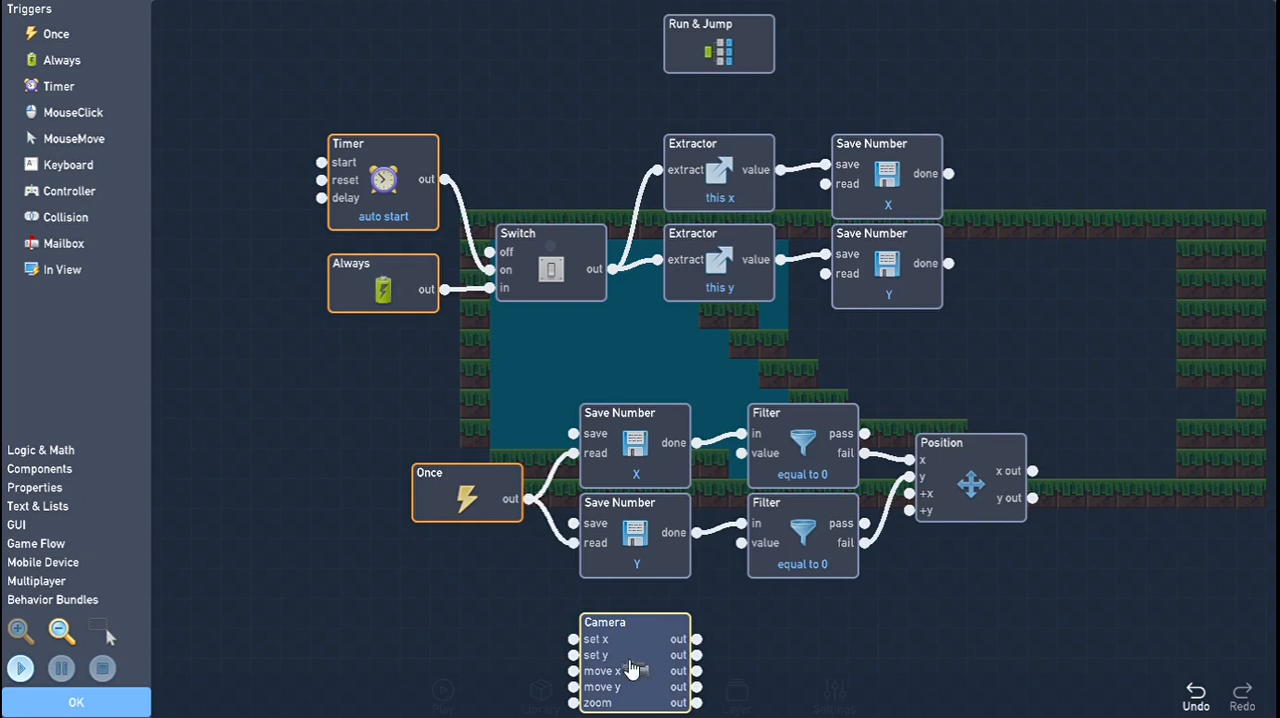 Triggers
Once
Always
Timer
MouseClick
MouseMove
Keyboard
Controller
Collision
Mailbox
In View
Logic & Math
Components
Properties
Text & Lists
GUI
Game Flow
Mobile Device
Multiplayer
Behavior Bundles
OK
Run & Jump
Timer
start
reset
delay
out
auto start
Always
out
Switch
off
on
in
out
Extractor
extract
value
this x
Save Number
save
read
done
X
Extractor
extract
value
this y
Save Number
save
read
done
Y
Once
out
Save Number
save
read
done
X
Filter
in
value
pass
fail
equal to 0
Save Number
save
read
done
Y
Filter
in
value
pass
fail
equal to 0
Position
x
y
+x
+y
x out
y out
Camera
set x out
set y out
move x out
move y out
zoom out
Play
Library
Layer
Settings
Undo
Redo